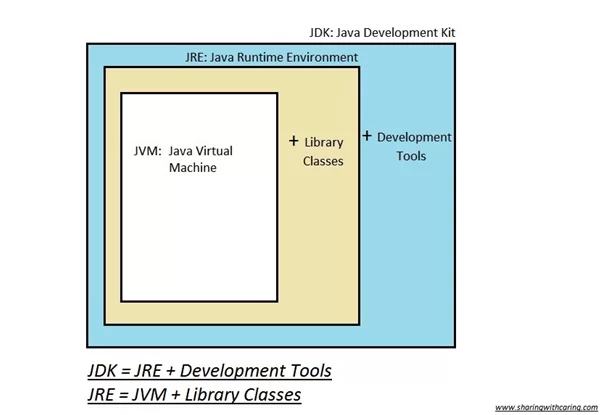 JDK: Java Development Kit
JRE: Java Runtime Environment
JVM: Java Virtual
Machine
+ Library
Classes
+ Development
Tools
JDK = JRE + Development Tools
JRE = JVM + Library Classes
www.sharingwithcaring.com